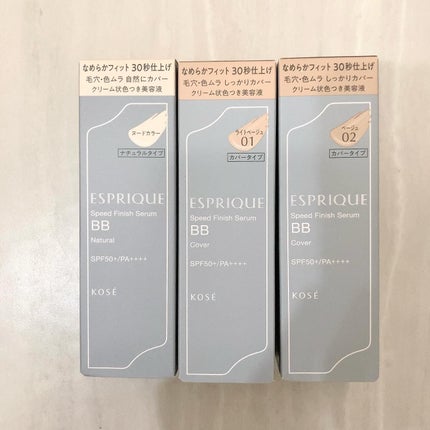 なめらかフィット 30秒仕上げ
毛穴・色ムラ 自然にカバー
クリーム状色つき美容液
ヌードカラー
ナチュラルタイプ
ESPRIQUE
Speed Finish Serum
BB
Natural
SPF50+/PA++++
KOSÉ
なめらかフィット 30秒仕上げ
毛穴・色ムラ しっかりカバー
クリーム状色つき美容液
ライトベージュ
01
カバータイプ
ESPRIQUE
Speed Finish Serum
BB
Cover
SPF50+/PA++++
KOSÉ
なめらかフィット 30秒仕上げ
毛穴・色ムラ しっかりカバー
クリーム状色つき美容液
ベージュ
02
カバータイプ
ESPRIQUE
Speed Finish Serum
BB
Cover
SPF50+/PA++++
KOSÉ